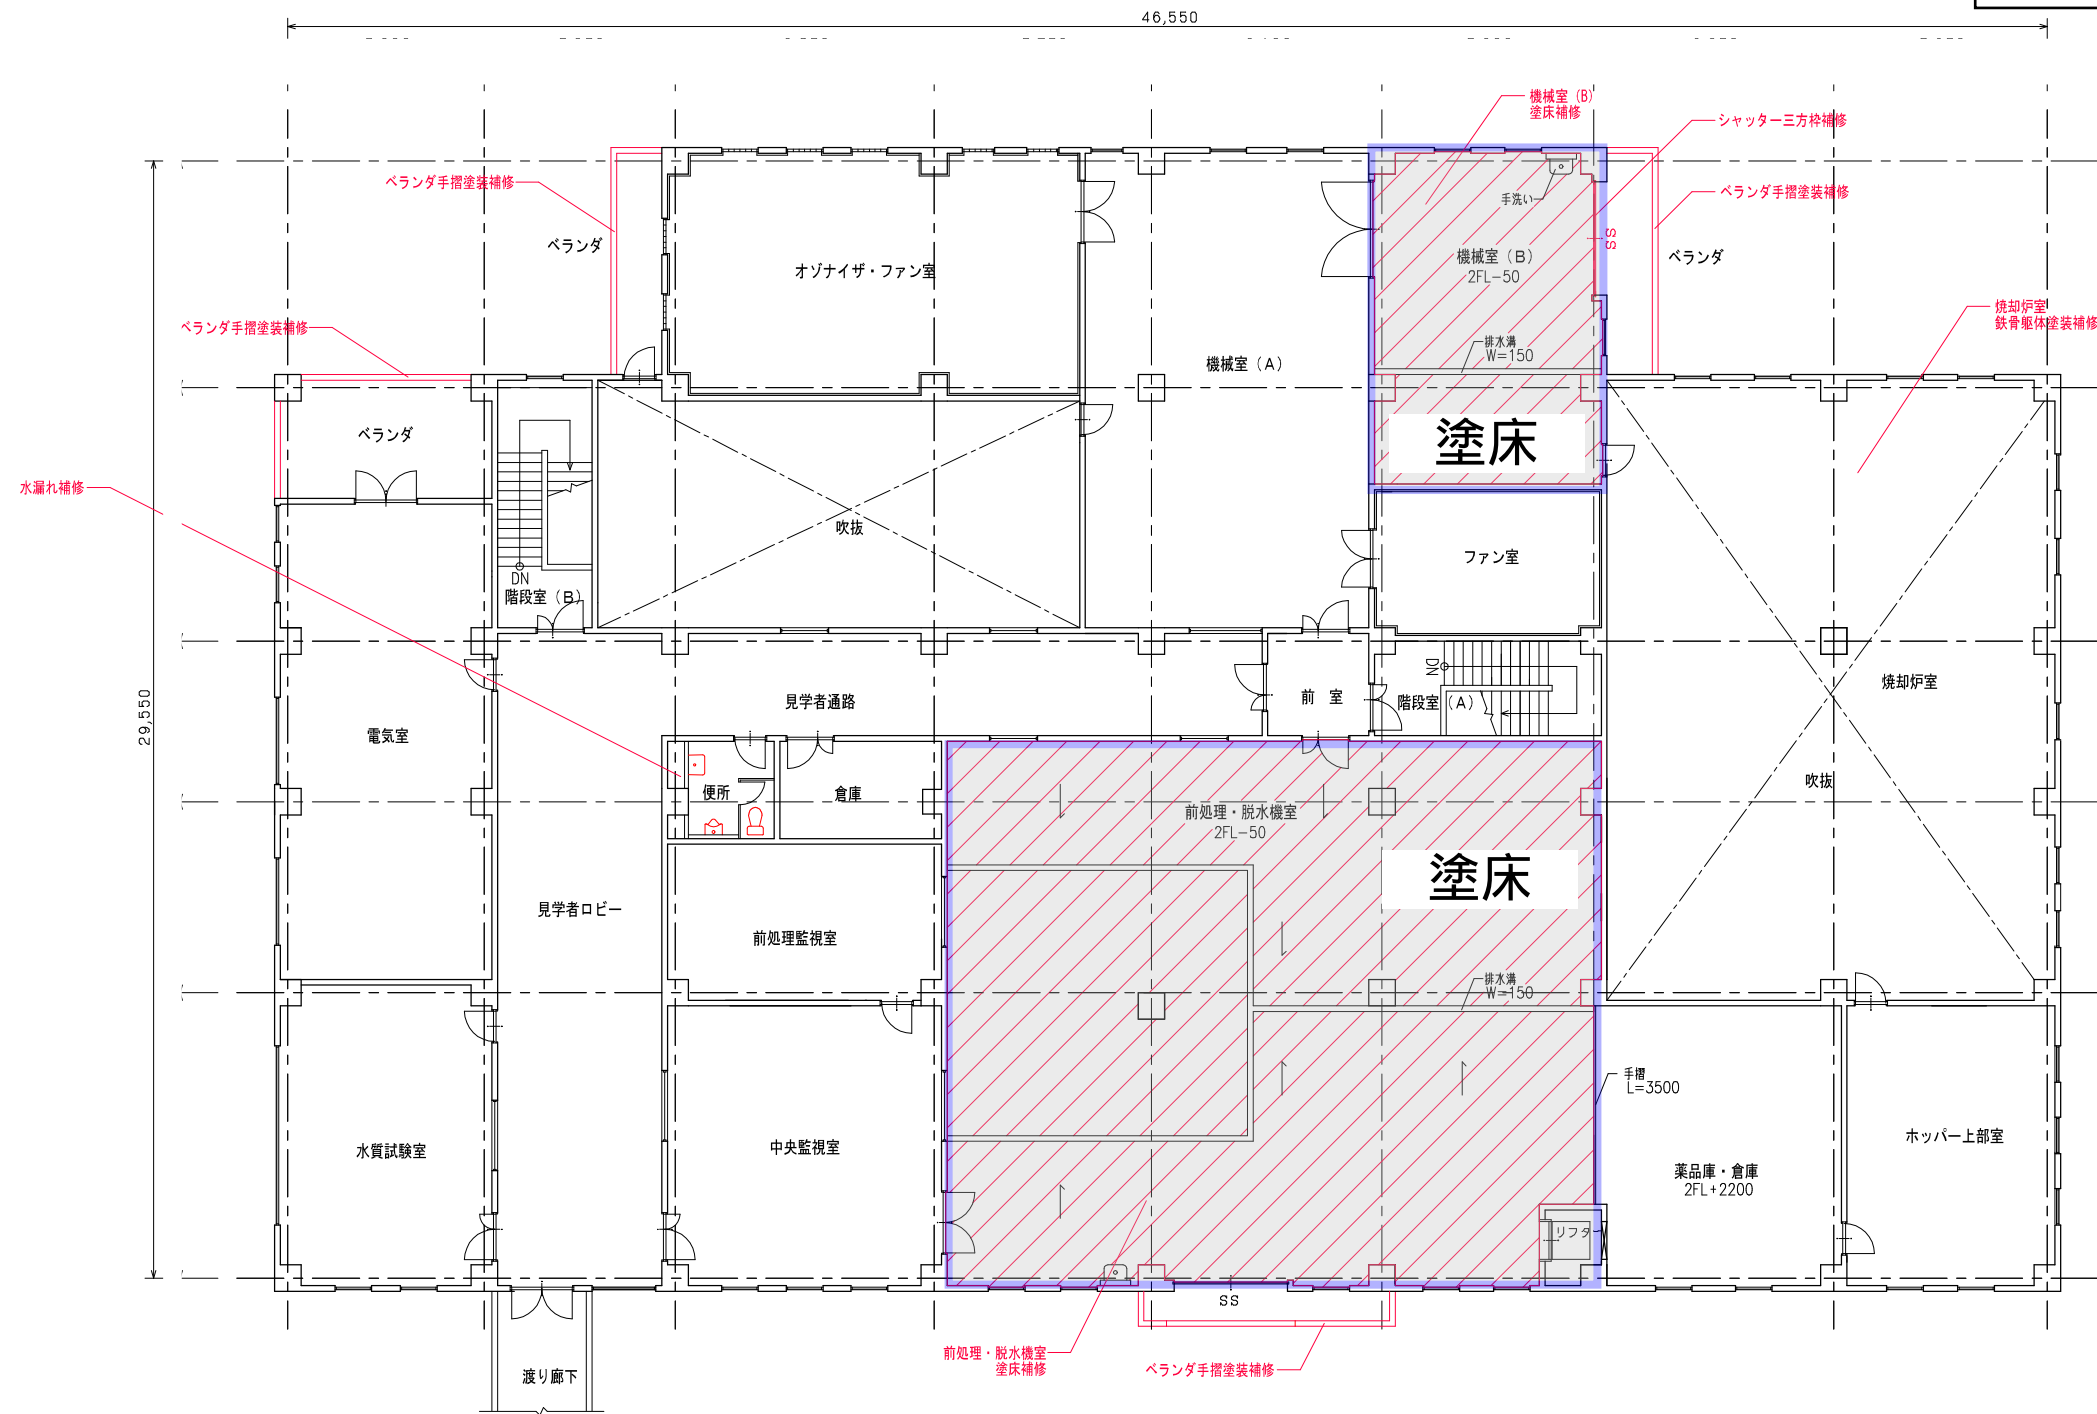 46,550
機械室（B）
塗床補修
シャッター三方枠補修
ベランダ手摺塗装補修
ベランダ手摺塗装補修
手洗い
SS
ベランダ
ベランダ
オゾナイザ・ファン室
機械室（B）
2FL-50
焼却炉室
鉄骨躯体塗装補修
ベランダ手摺塗装補修
排水溝
W=150
機械室（A）
ベランダ
塗床
水漏れ補修
吹抜
ファン室
DN
階段室（B）
DN
29,550
見学者通路
前　室
階段室（A）
焼却炉室
電気室
吹抜
便所
倉庫
前処理・脱水機室
2FL-50
塗床
見学者ロビー
前処理監視室
排水溝
W=150
手摺
L=3500
水質試験室
中央監視室
ホッパー上部室
薬品庫・倉庫
2FL+2200
リフター
SS
前処理・脱水機室
塗床補修
ベランダ手摺塗装補修
渡り廊下